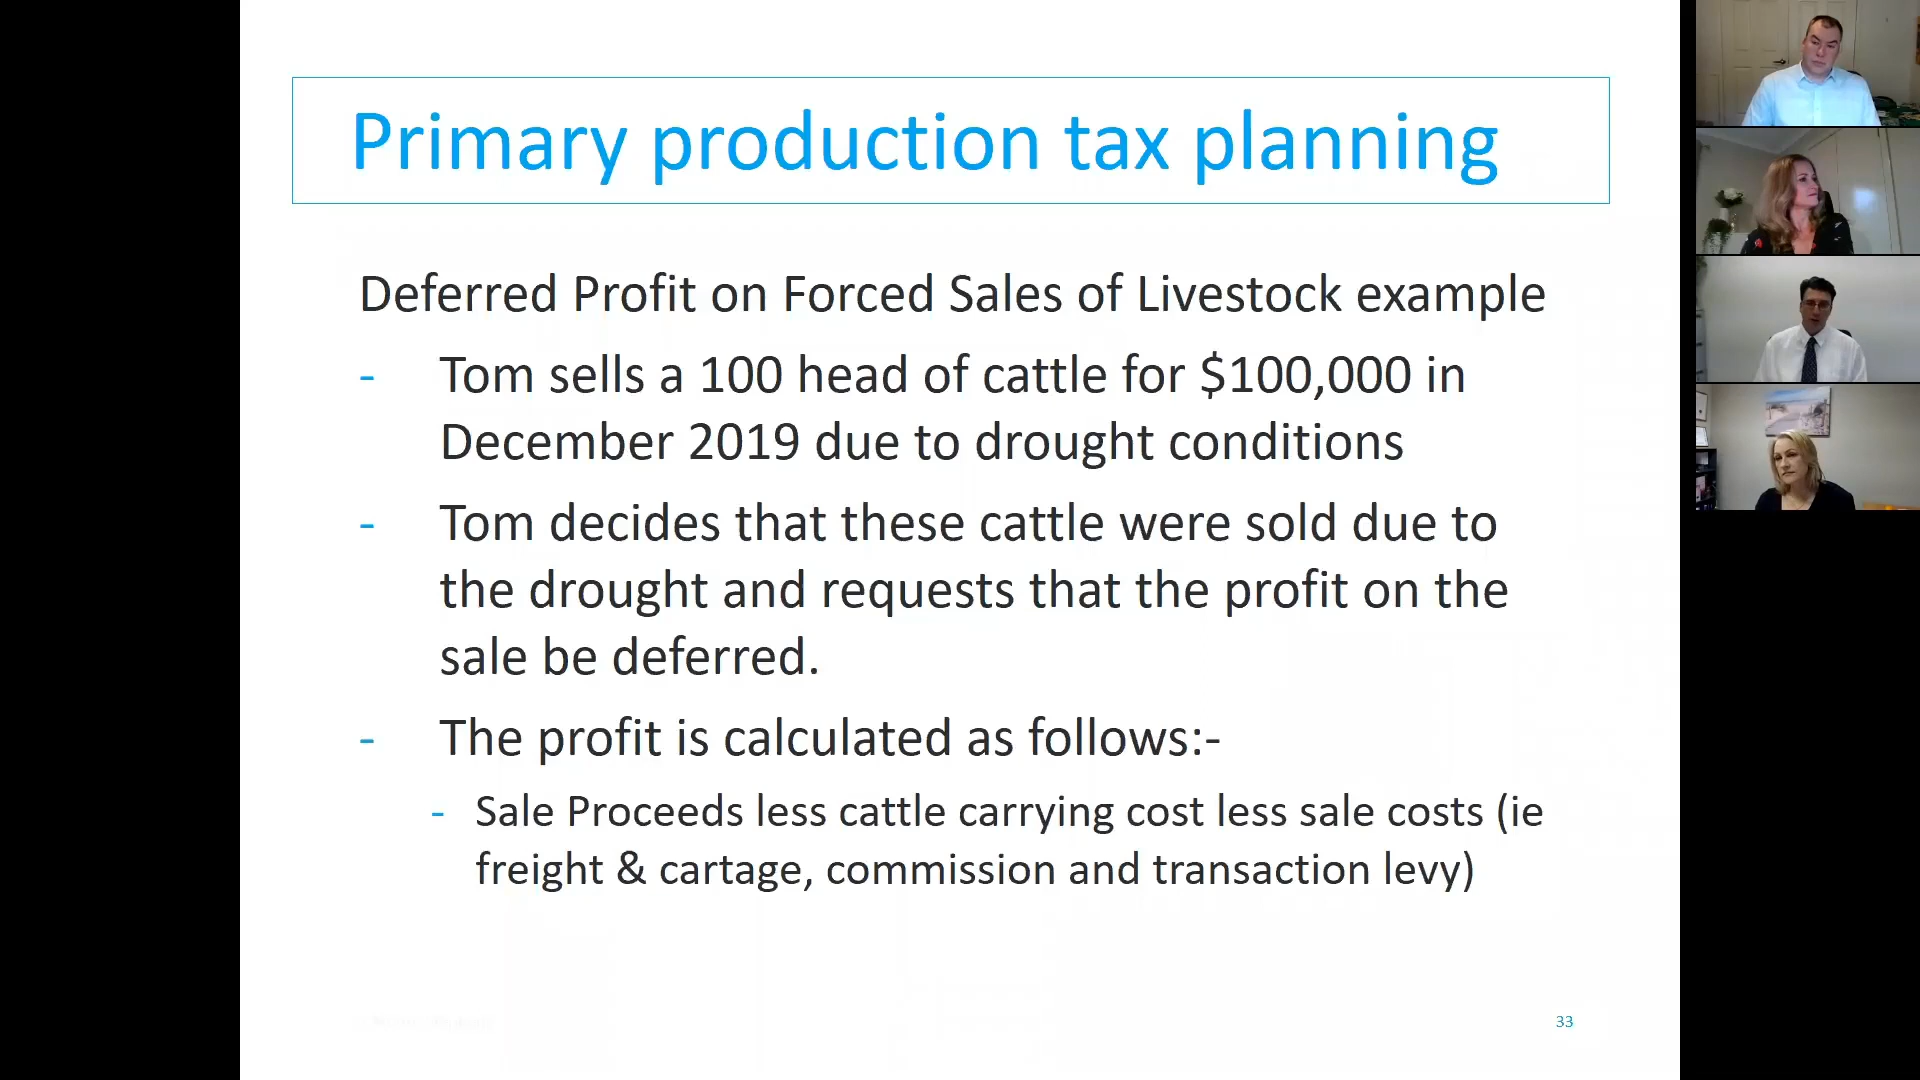 Primary production tax planning
Deferred Profit on Forced Sales of Livestock example
- Tom sells a 100 head of cattle for $100,000 in
December 2019 due to drought conditions
- Tom decides that these cattle were sold due to
the drought and requests that the profit on the
sale be deferred.
- The profit is calculated as follows:-
- Sale Proceeds less cattle carrying cost less sale costs (ie
freight & cartage, commission and transaction levy)
33